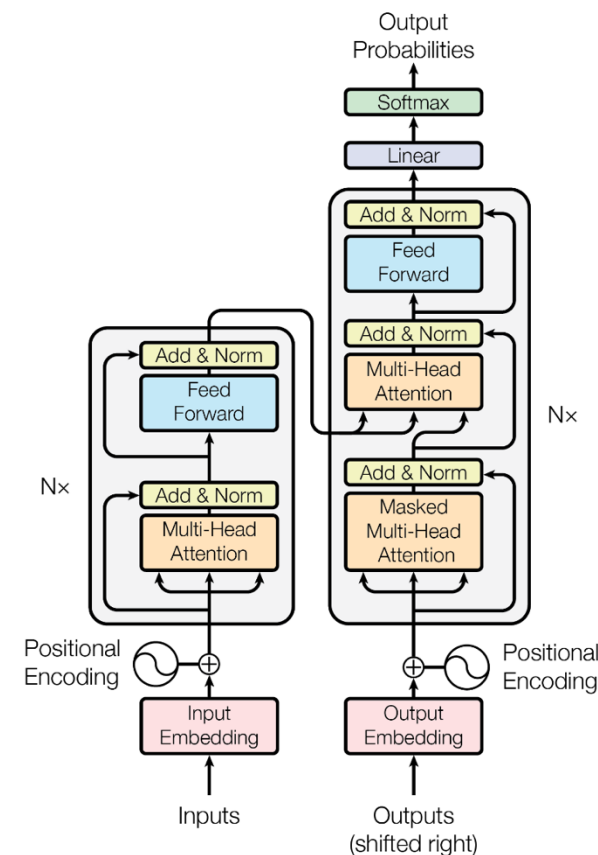 Output
Probabilities
Softmax
Linear
Add & Norm
Feed
Forward
Add & Norm
Multi-Head
Attention
Add & Norm
Masked
Multi-Head
Attention
N×
Add & Norm
Feed
Forward
Add & Norm
Multi-Head
Attention
N×
Positional
Encoding
Positional
Encoding
Input
Embedding
Output
Embedding
Inputs
Outputs
(shifted right)